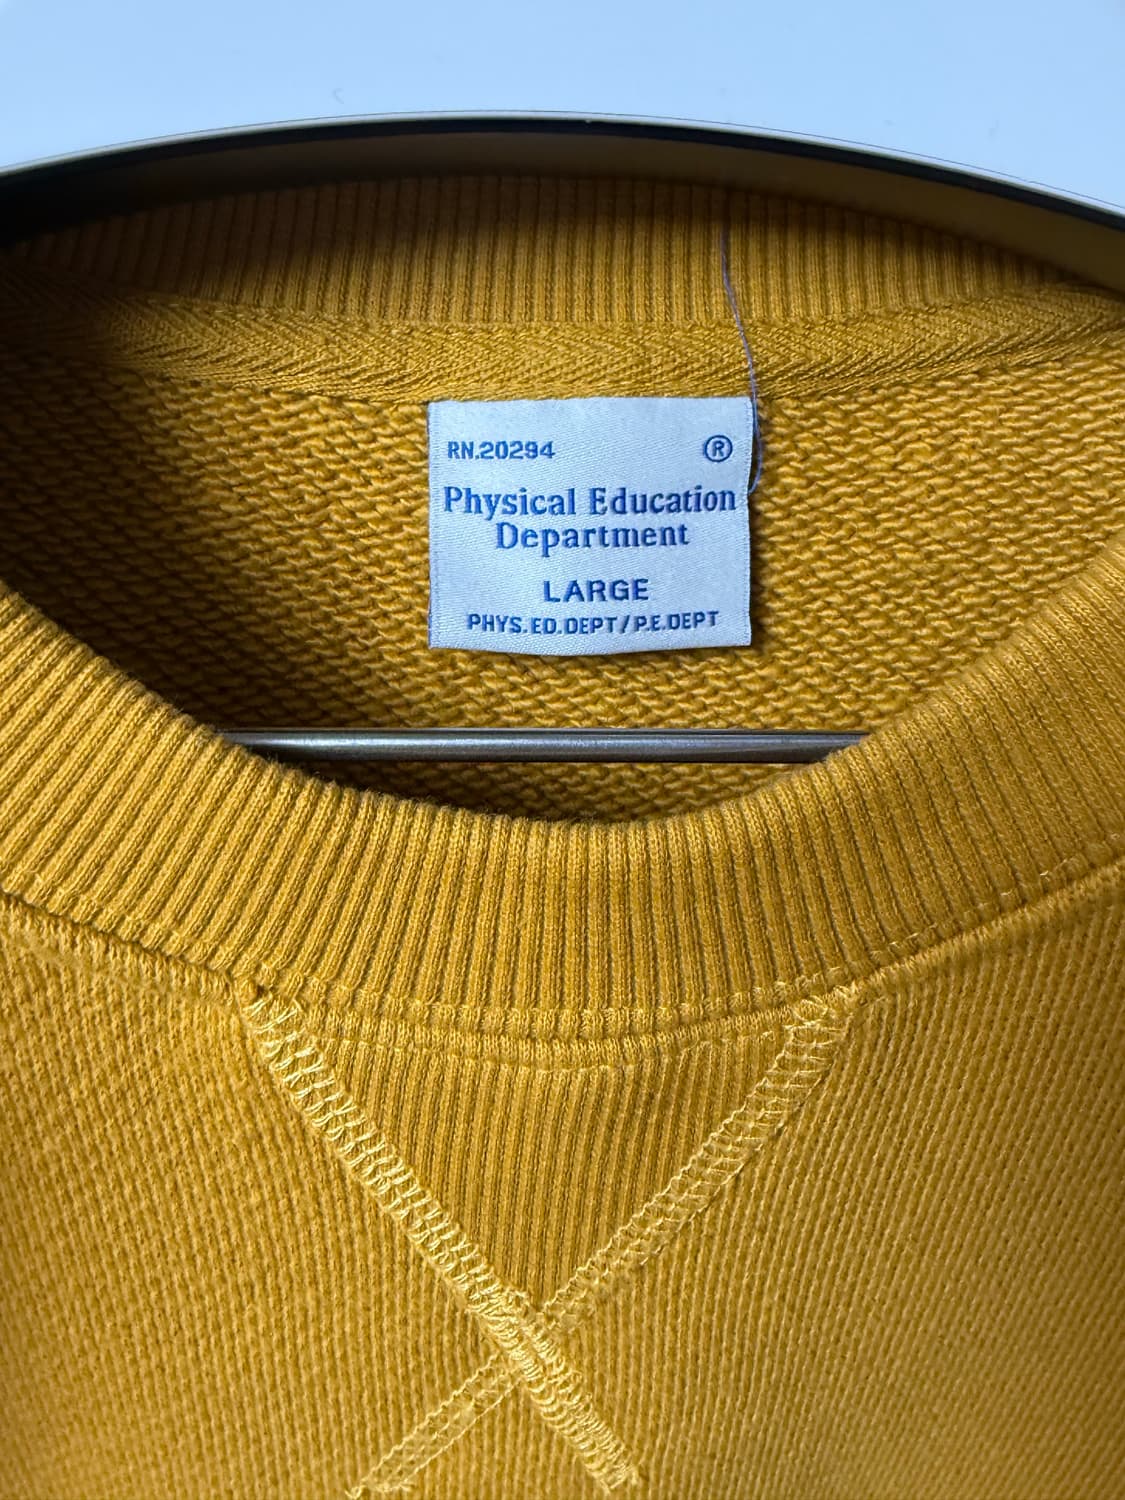 RN.20294 ®
Physical Education
Department
LARGE
PHYS.ED.DEPT/P.E.DEPT